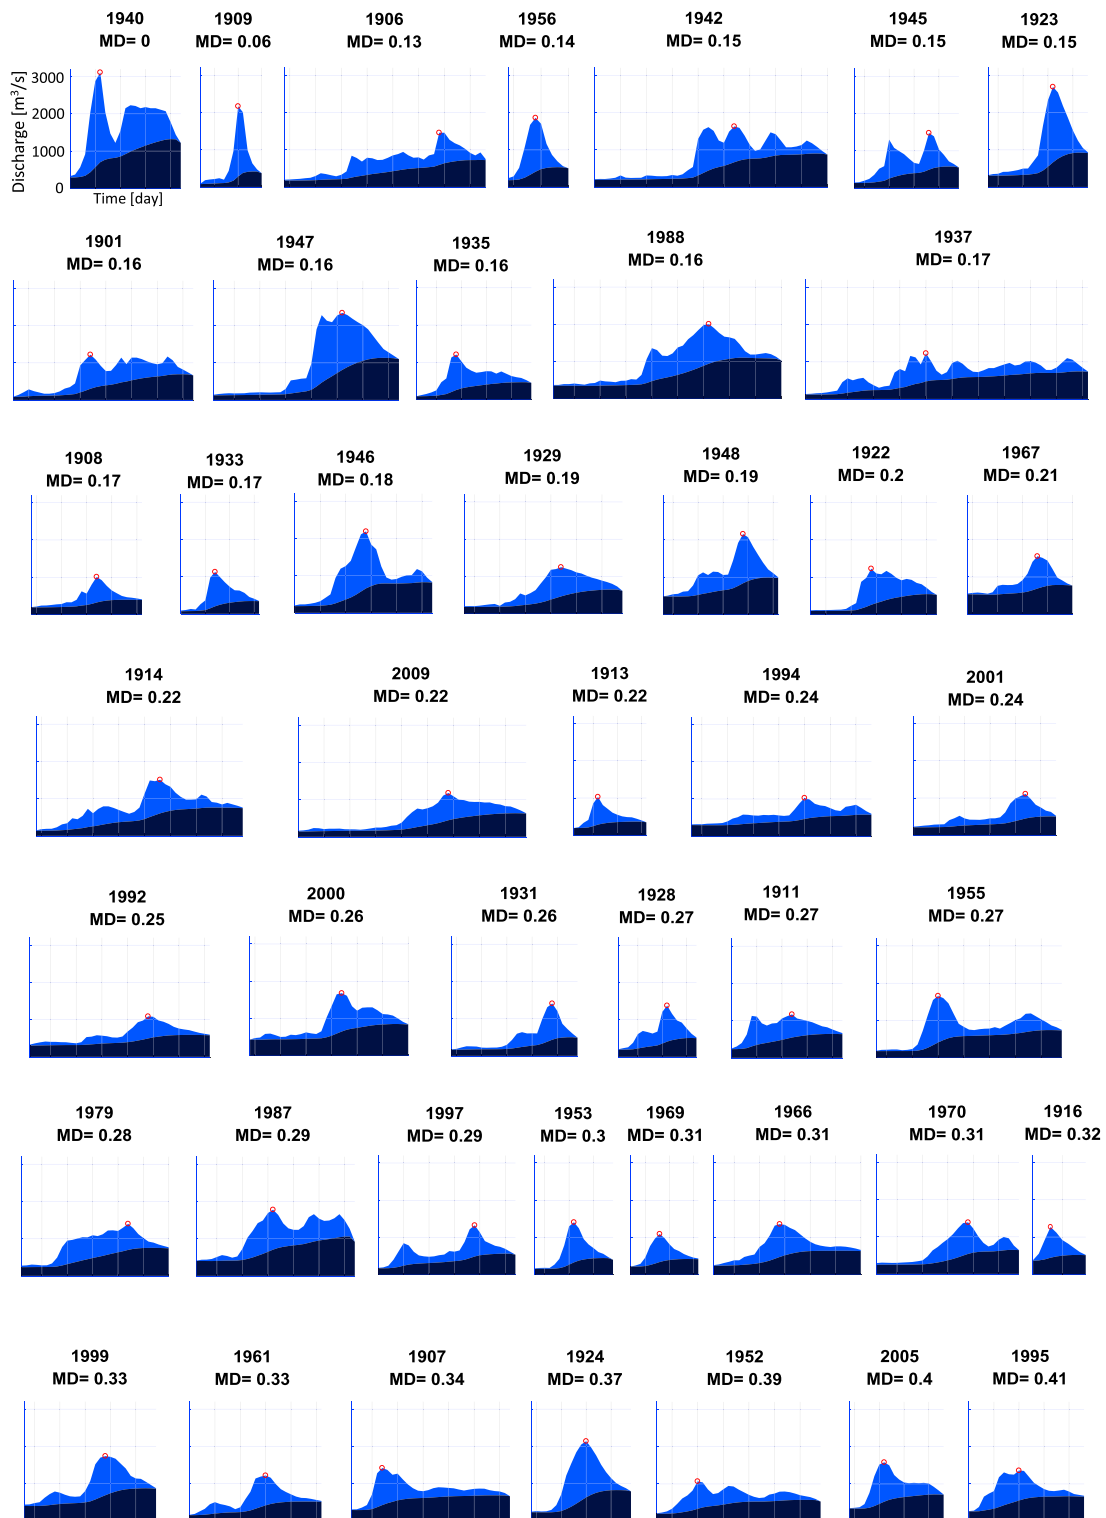 1940
MD= 0
1909
MD= 0.06
1906
MD= 0.13
1956
MD= 0.14
1942
MD= 0.15
1945
MD= 0.15
1923
MD= 0.15
Discharge [m³/s]
3000
2000
1000
0
Time [day]
1901
MD= 0.16
1947
MD= 0.16
1935
MD= 0.16
1988
MD= 0.16
1937
MD= 0.17
1908
MD= 0.17
1933
MD= 0.17
1946
MD= 0.18
1929
MD= 0.19
1948
MD= 0.19
1922
MD= 0.2
1967
MD= 0.21
1914
MD= 0.22
2009
MD= 0.22
1913
MD= 0.22
1994
MD= 0.24
2001
MD= 0.24
1992
MD= 0.25
2000
MD= 0.26
1931
MD= 0.26
1928
MD= 0.27
1911
MD= 0.27
1955
MD= 0.27
1979
MD= 0.28
1987
MD= 0.29
1997
MD= 0.29
1953
MD= 0.3
1969
MD= 0.31
1966
MD= 0.31
1970
MD= 0.31
1916
MD= 0.32
1999
MD= 0.33
1961
MD= 0.33
1907
MD= 0.34
1924
MD= 0.37
1952
MD= 0.39
2005
MD= 0.4
1995
MD= 0.41